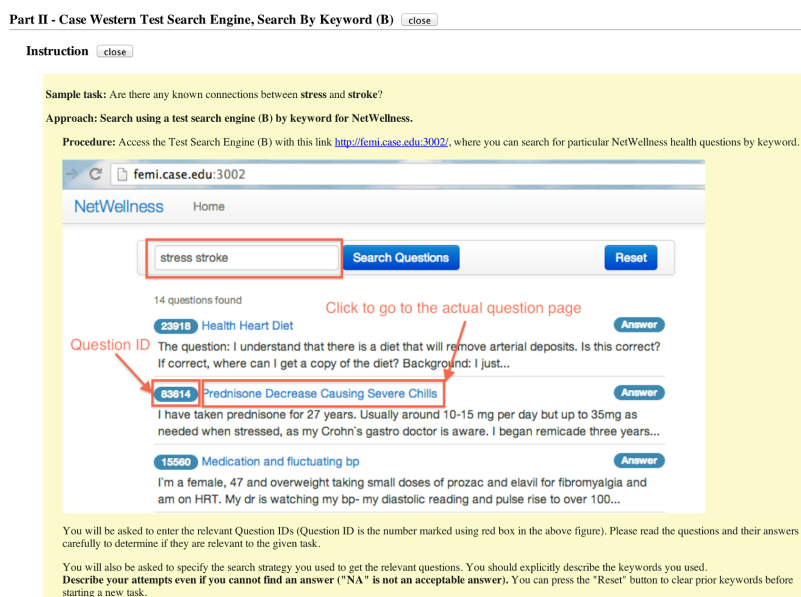 Part II - Case Western Test Search Engine, Search By Keyword (B) close
Instruction close
Sample task: Are there any known connections between stress and stroke?
Approach: Search using a test search engine (B) by keyword for NetWellness.
Procedure: Access the Test Search Engine (B) with this link http://femi.case.edu:3002/, where you can search for particular NetWellness health questions by keyword.
femi.case.edu:3002
NetWellness Home
stress stroke Search Questions Reset
14 questions found
Click to go to the actual question page
23918 Health Heart Diet Answer
Question ID
The question: I understand that there is a diet that will remove arterial deposits. Is this correct?
If correct, where can I get a copy of the diet? Background: I just...
83614 Prednisone Decrease Causing Severe Chills Answer
I have taken prednisone for 27 years. Usually around 10-15 mg per day but up to 35mg as
needed when stressed, as my Crohn's gastro doctor is aware. I began remicade three years...
15560 Medication and fluctuating bp Answer
I`m a female, 47 and overweight taking small doses of prozac and elavil for fibromyalgia and
am on HRT. My dr is watching my bp- my diastolic reading and pulse rise to over 100...
You will be asked to enter the relevant Question IDs (Question ID is the number marked using red box in the above figure). Please read the questions and their answers
carefully to determine if they are relevant to the given task.
You will also be asked to specify the search strategy you used to get the relevant questions. You should explicitly describe the keywords you used.
Describe your attempts even if you cannot find an answer ("NA" is not an acceptable answer). You can press the "Reset" button to clear prior keywords before
starting a new task.